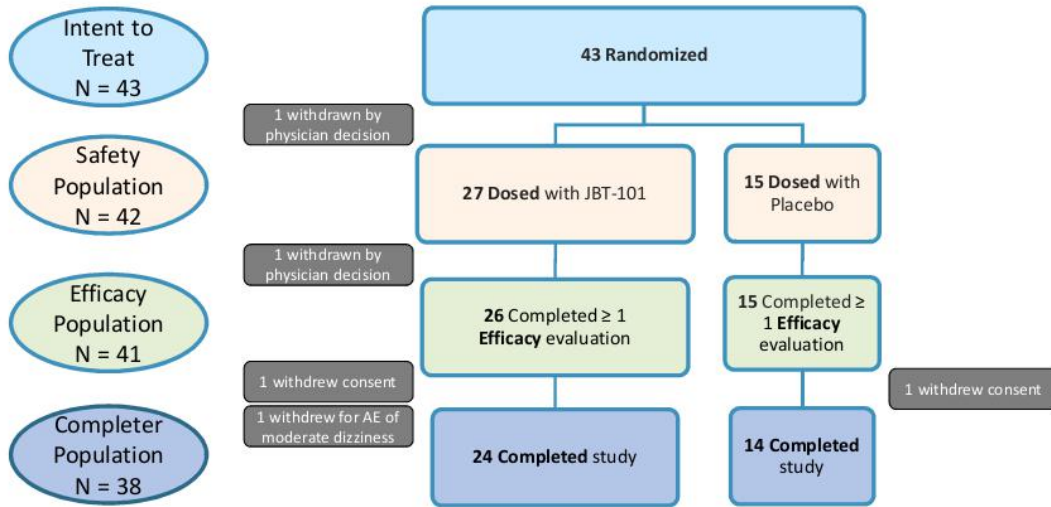 Intent to
Treat
N = 43
43 Randomized
1 withdrawn by
physician decision
Safety
Population
N = 42
27 Dosed with JBT-101
15 Dosed with
Placebo
1 withdrawn by
physician decision
Efficacy
Population
N = 41
26 Completed ≥ 1
Efficacy evaluation
15 Completed ≥
1 Efficacy
evaluation
1 withdrew consent
1 withdrew for AE of
moderate dizziness
1 withdrew consent
Completer
Population
N = 38
24 Completed study
14 Completed
study